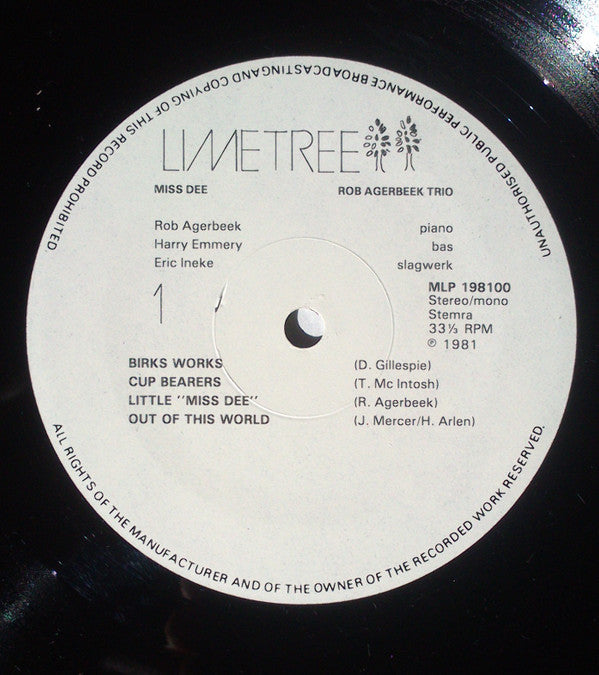 UNAUTHORISED PUBLIC PERFORMANCE BROADCASTING AND COPYING OF THIS RECORD PROHIBITED.
LIMETREE
MISS DEE ROB AGERBEEK TRIO
Rob Agerbeek piano
Harry Emmery bas
Eric Ineke slagwerk
1 MLP 198100
Stereo/mono
Stemra
33⅓ RPM
℗ 1981
BIRKS WORKS (D. Gillespie)
CUP BEARERS (T. Mc Intosh)
LITTLE "MISS DEE" (R. Agerbeek)
OUT OF THIS WORLD (J. Mercer/H. Arlen)
ALL RIGHTS OF THE MANUFACTURER AND OF THE OWNER OF THE RECORDED WORK RESERVED.